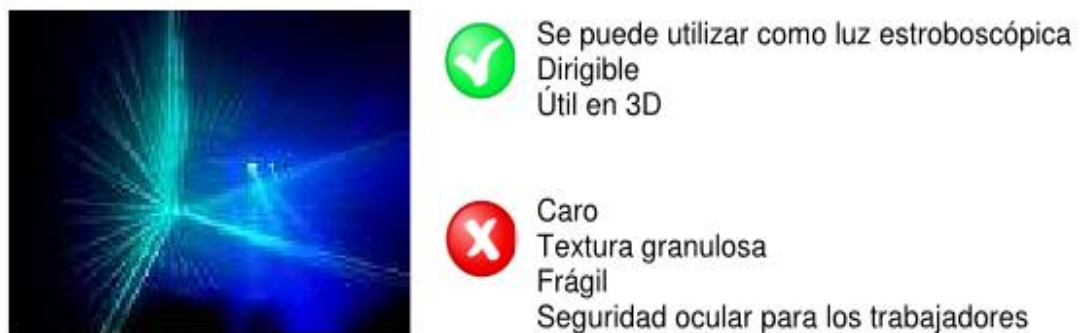 Se puede utilizar como luz estroboscópica
Dirigible
Útil en 3D
Caro
Textura granulosa
Frágil
Seguridad ocular para los trabajadores